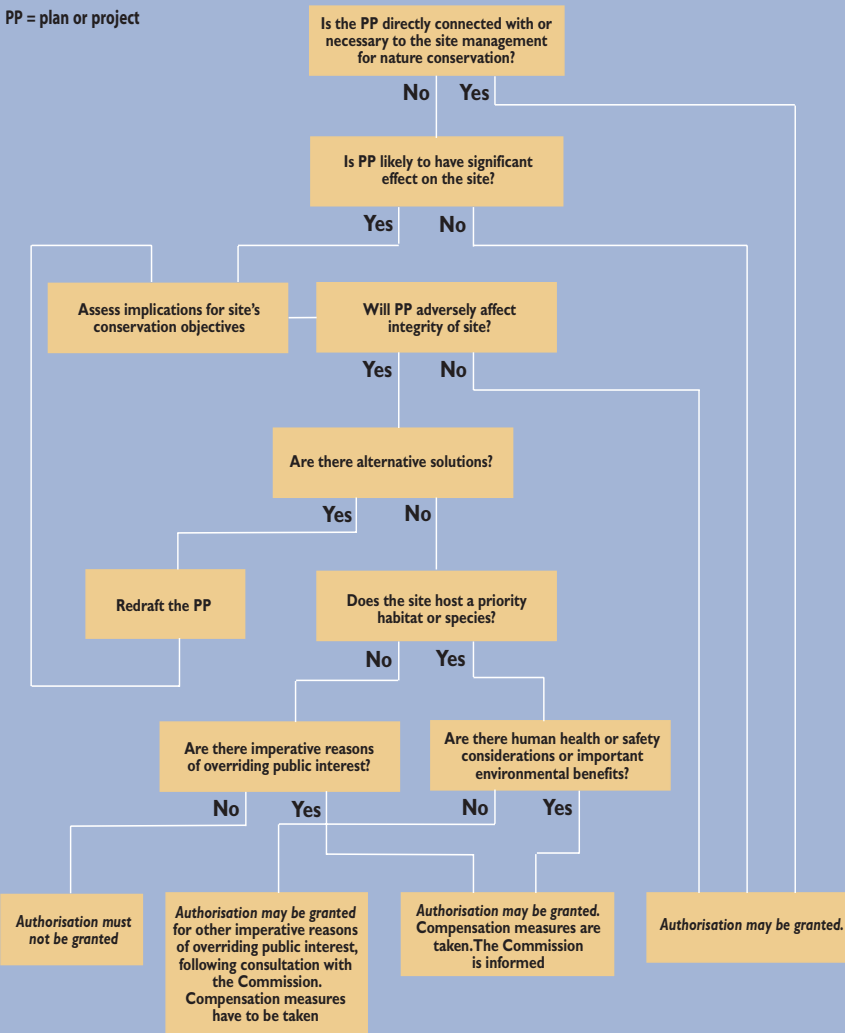 PP = plan or project
Is the PP directly connected with or
necessary to the site management
for nature conservation?
No Yes
Is PP likely to have significant
effect on the site?
Yes No
Assess implications for site's
conservation objectives
Will PP adversely affect
integrity of site?
Yes No
Are there alternative solutions?
Yes No
Redraft the PP
Does the site host a priority
habitat or species?
No Yes
Are there imperative reasons
of overriding public interest?
Are there human health or safety
considerations or important
environmental benefits?
No Yes
No Yes
Authorisation must
not be granted
Authorisation may be granted
for other imperative reasons
of overriding public interest,
following consultation with
the Commission.
Compensation measures
have to be taken
Authorisation may be granted.
Compensation measures are
taken.The Commission
is informed
Authorisation may be granted.